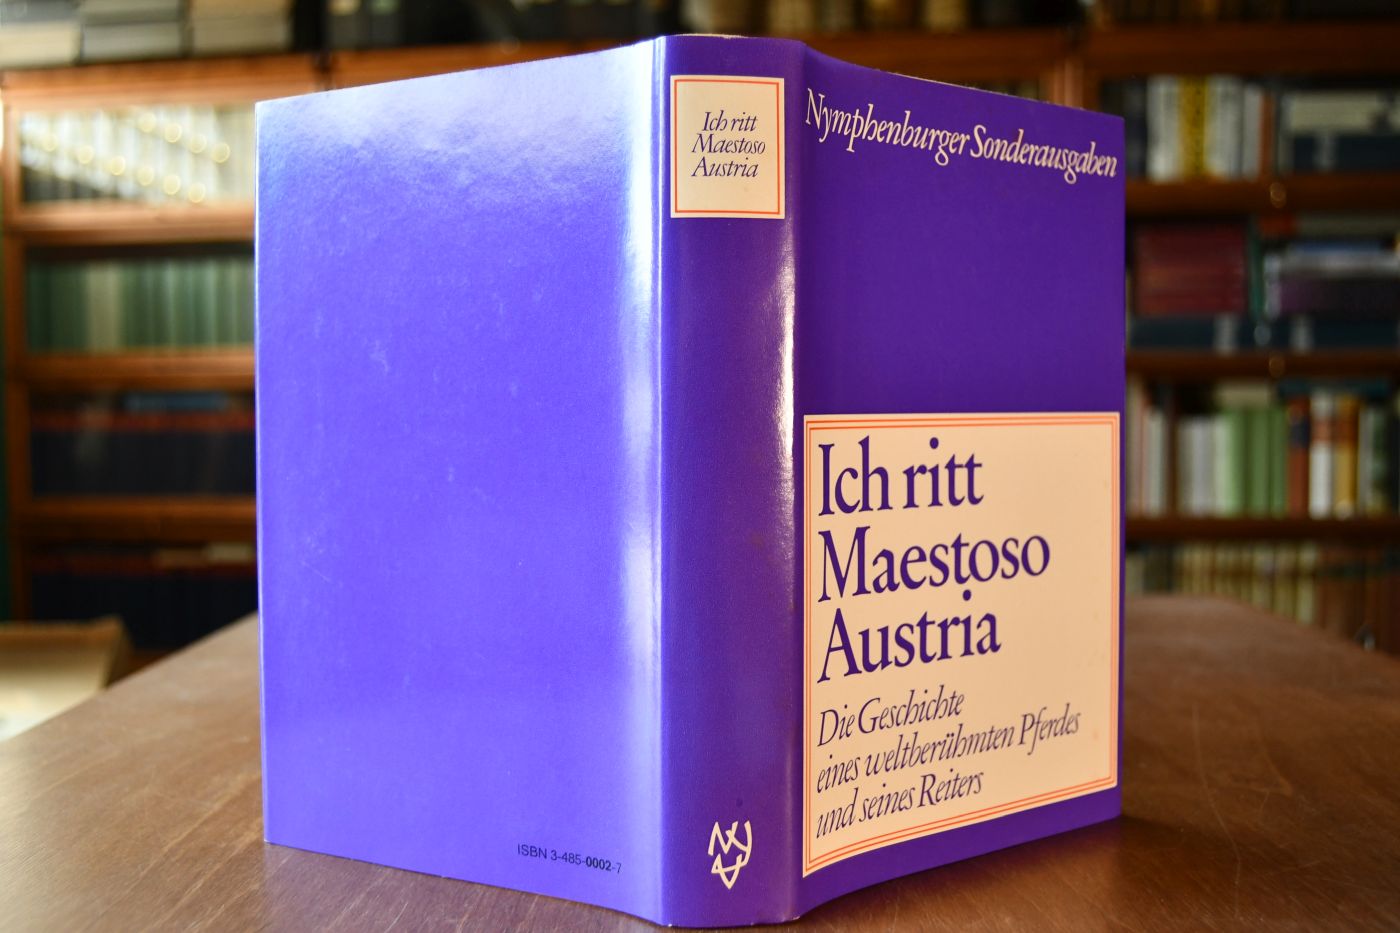 Ich ritt
Maestoso
Austria
Nymphenburger Sonderausgaben
Ich ritt
Maestoso
Austria
Die Geschichte
eines weltberühmten Pferdes
und seines Reiters
ISBN 3-485-0002-7